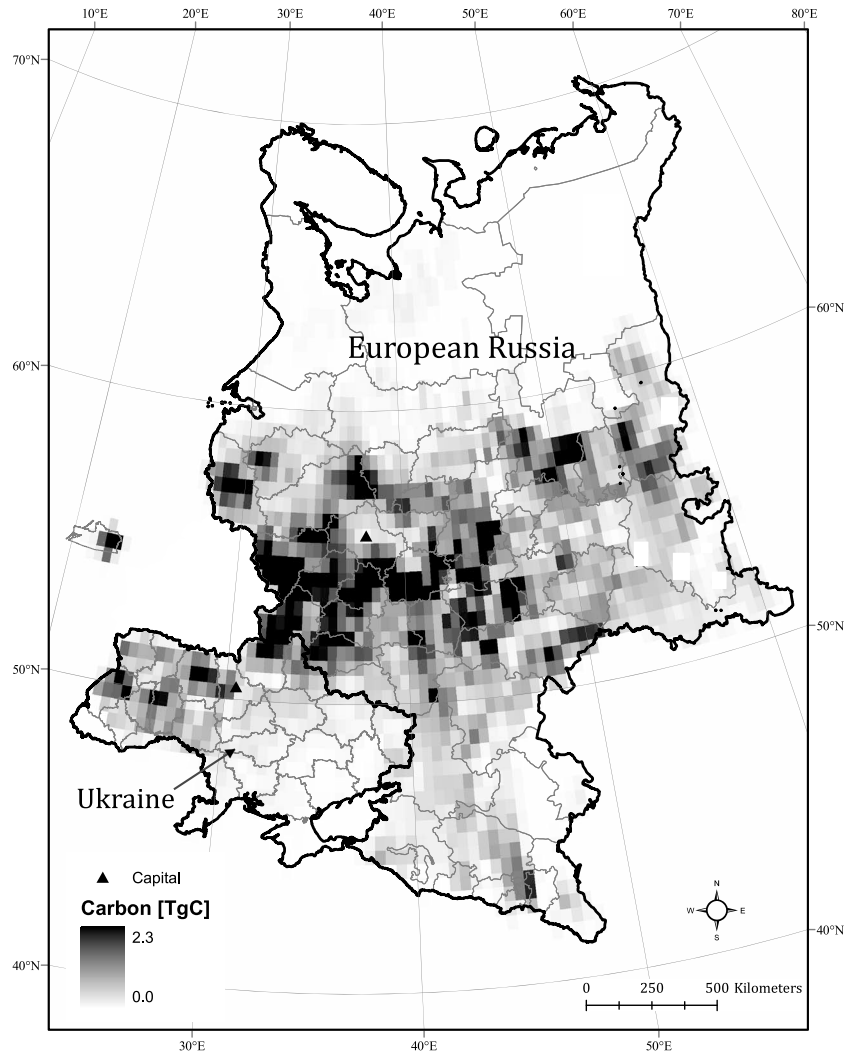 10°E 20°E 30°E 40°E 50°E 60°E 70°E 80°E
70°N
60°N
European Russia
60°N
50°N
50°N
Ukraine
Capital
Carbon [TgC]
2.3
0.0
N
W E
S
40°N
40°N
0 250 500 Kilometers
30°E 40°E 50°E